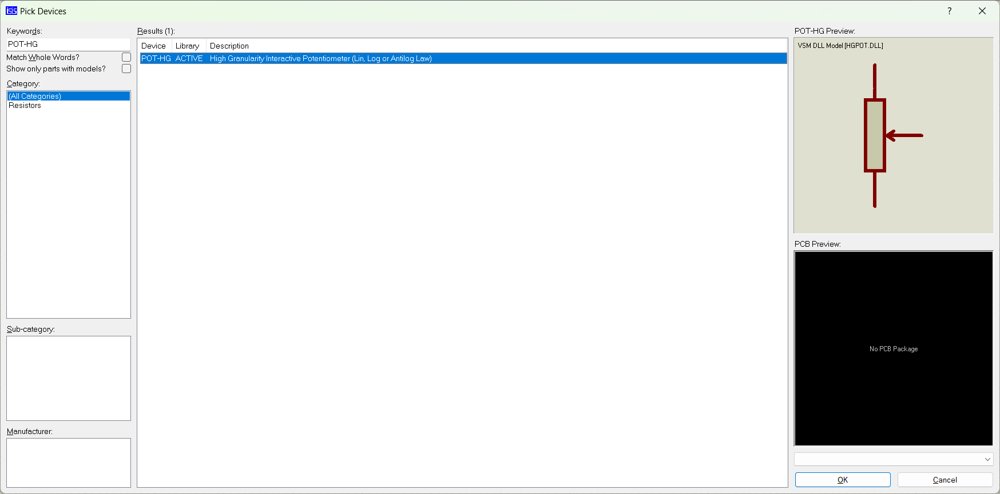 isis Pick Devices
?
Keywords:
POT-HG
Match Whole Words?
Show only parts with models?
Category:
(All Categories)
Resistors
Sub-category:
Manufacturer:
Results (1):
Device Library Description
POT-HG ACTIVE High Granularity Interactive Potentiometer (Lin, Log or Antilog Law)
POT-HG Preview:
VSM DLL Model [HGPOT.DLL]
PCB Preview:
No PCB Package
OK Cancel